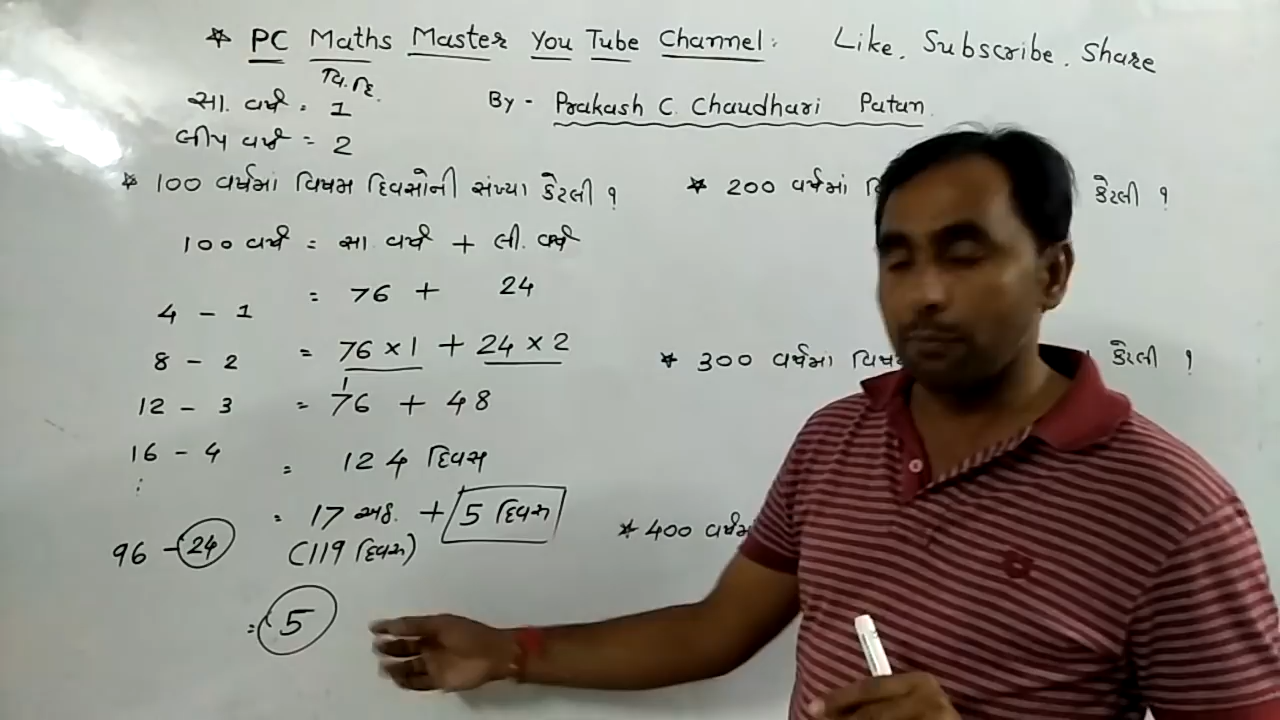 * PC Maths Master You Tube Channel: Like. Subscribe. Share
વિ.દિ.
સા. વર્ષ = 1
લીપ વર્ષ = 2
By - Prakash C. Chaudhari Patan.
* 100 વર્ષમાં વિષમ દિવસોની સંખ્યા કેટલી ?
100 વર્ષ = સા. વર્ષ + લી. વર્ષ
= 76 + 24
= 76 × 1 + 24 × 2
= 76 + 48
= 124 દિવસ
= 17 અઠ. + 5 દિવસ
(119 દિવસ)
= 5
4 - 1
8 - 2
12 - 3
16 - 4
:
96 - 24
* 200 વર્ષમાં કેટલી ?
* 300 વર્ષમાં કેટલી ?
* 400